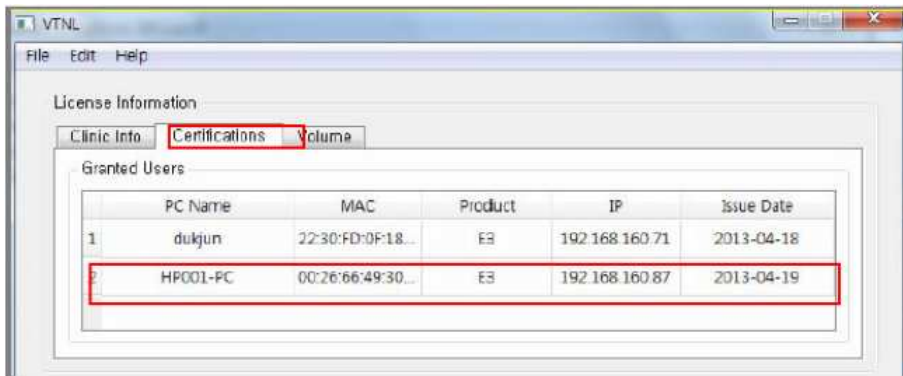 VTNL
File Edit Help
License Information
Clinic Info Certifications Volume
Granted Users
PC Name MAC Product IP Issue Date
1 dukjun 22:30:FD:0F:18... E3 192.168.160.71 2013-04-18
2 HP001-PC 00:26:66:49:30... E3 192.168.160.87 2013-04-19